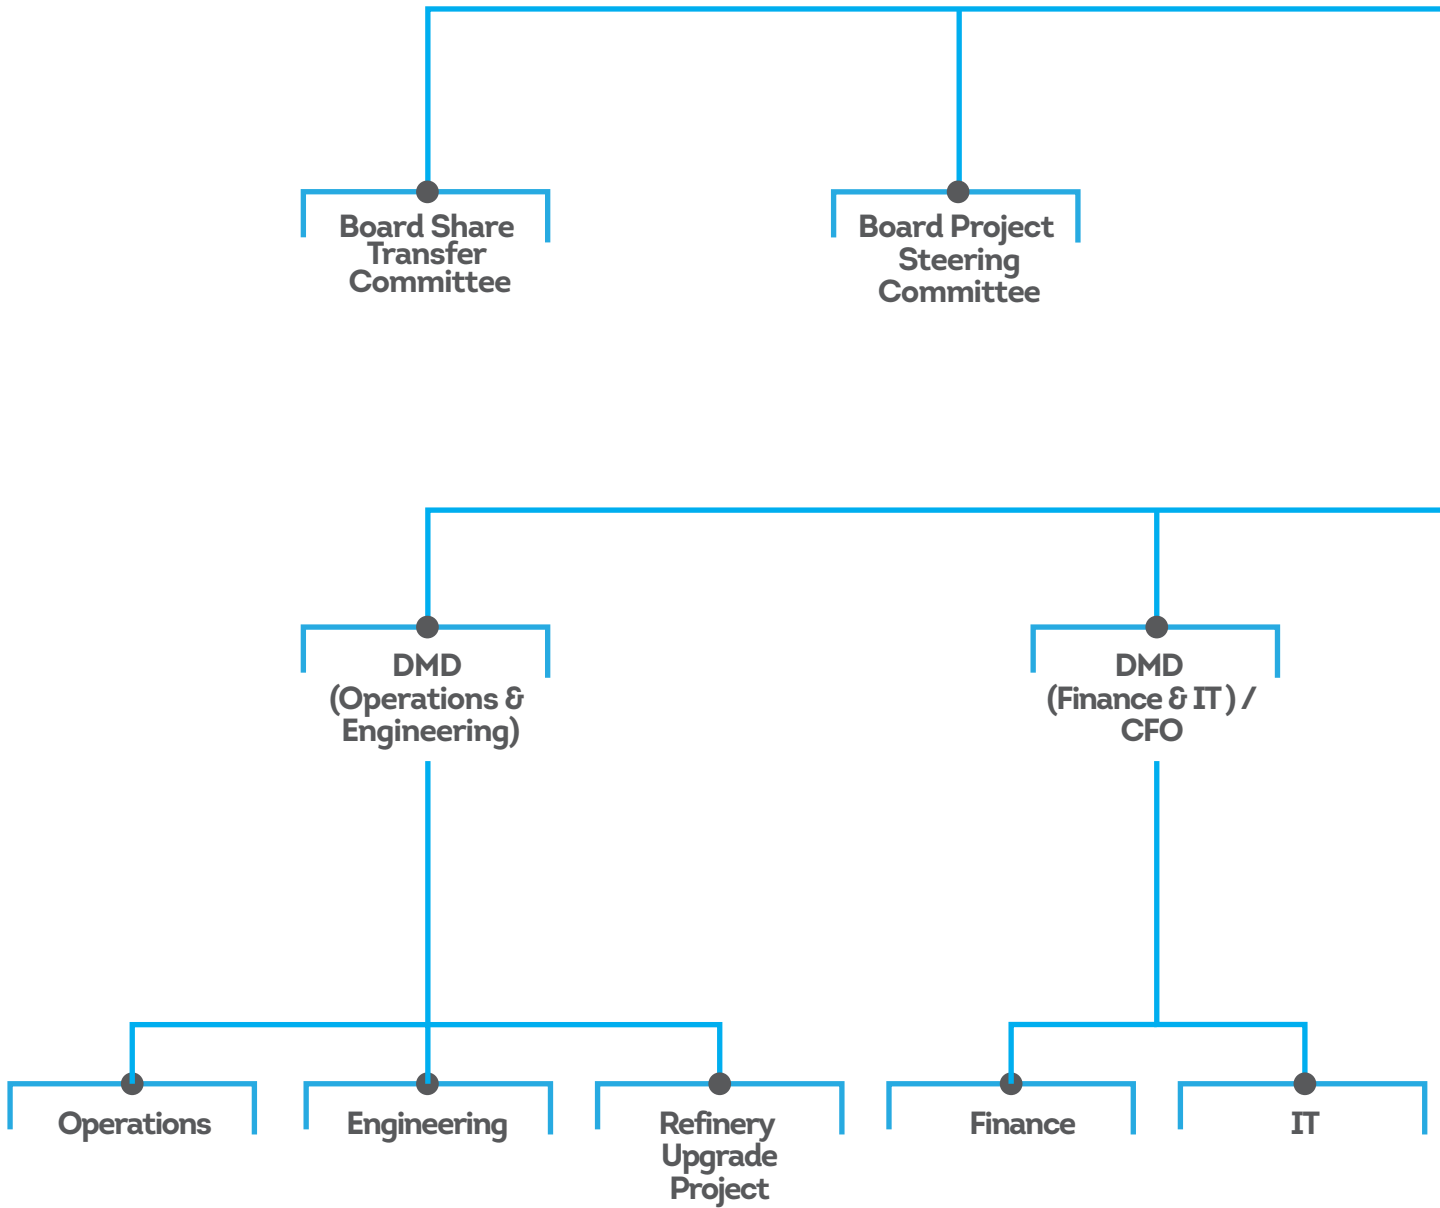 Board Share
Transfer
Committee
Board Project
Steering
Committee
DMD
(Operations &
Engineering)
DMD
(Finance & IT ) /
CFO
Operations
Engineering
Refinery
Upgrade
Project
Finance
IT